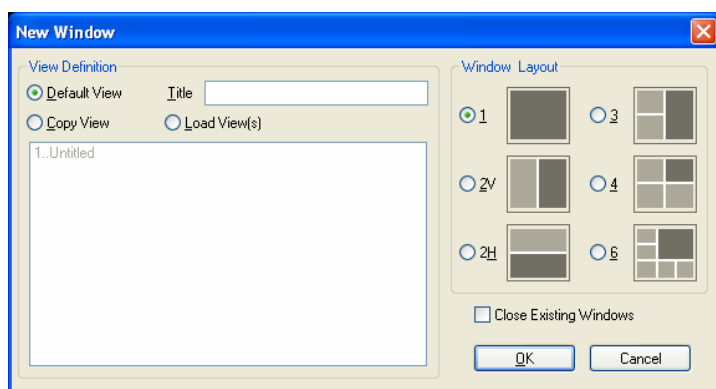 New Window
View Definition
Default View Title
Copy View Load View(s)
1..Untitled
Window Layout
1 3
2V 4
2H 6
Close Existing Windows
OK Cancel